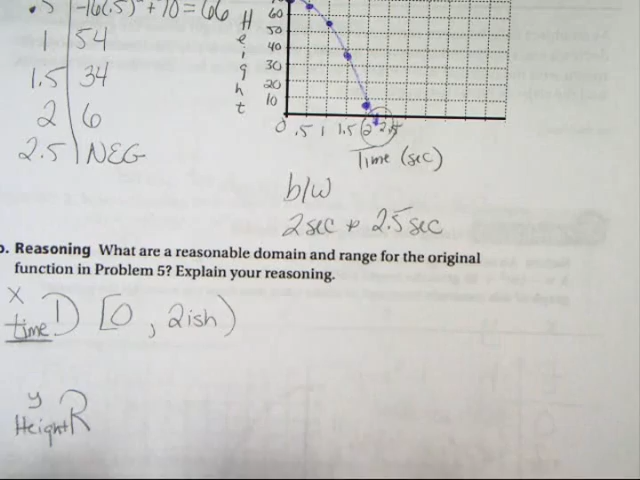 .5 -16(.5)² + 70 = 66
1 54
1.5 34
2 6
2.5 NEG
Height
60
50
40
30
20
10
0 .5 1 1.5 2 2.5
Time (sec)
b/w
2 sec + 2.5 sec
b. Reasoning What are a reasonable domain and range for the original
function in Problem 5? Explain your reasoning.
x
time D [0, 2ish)
y
Height R